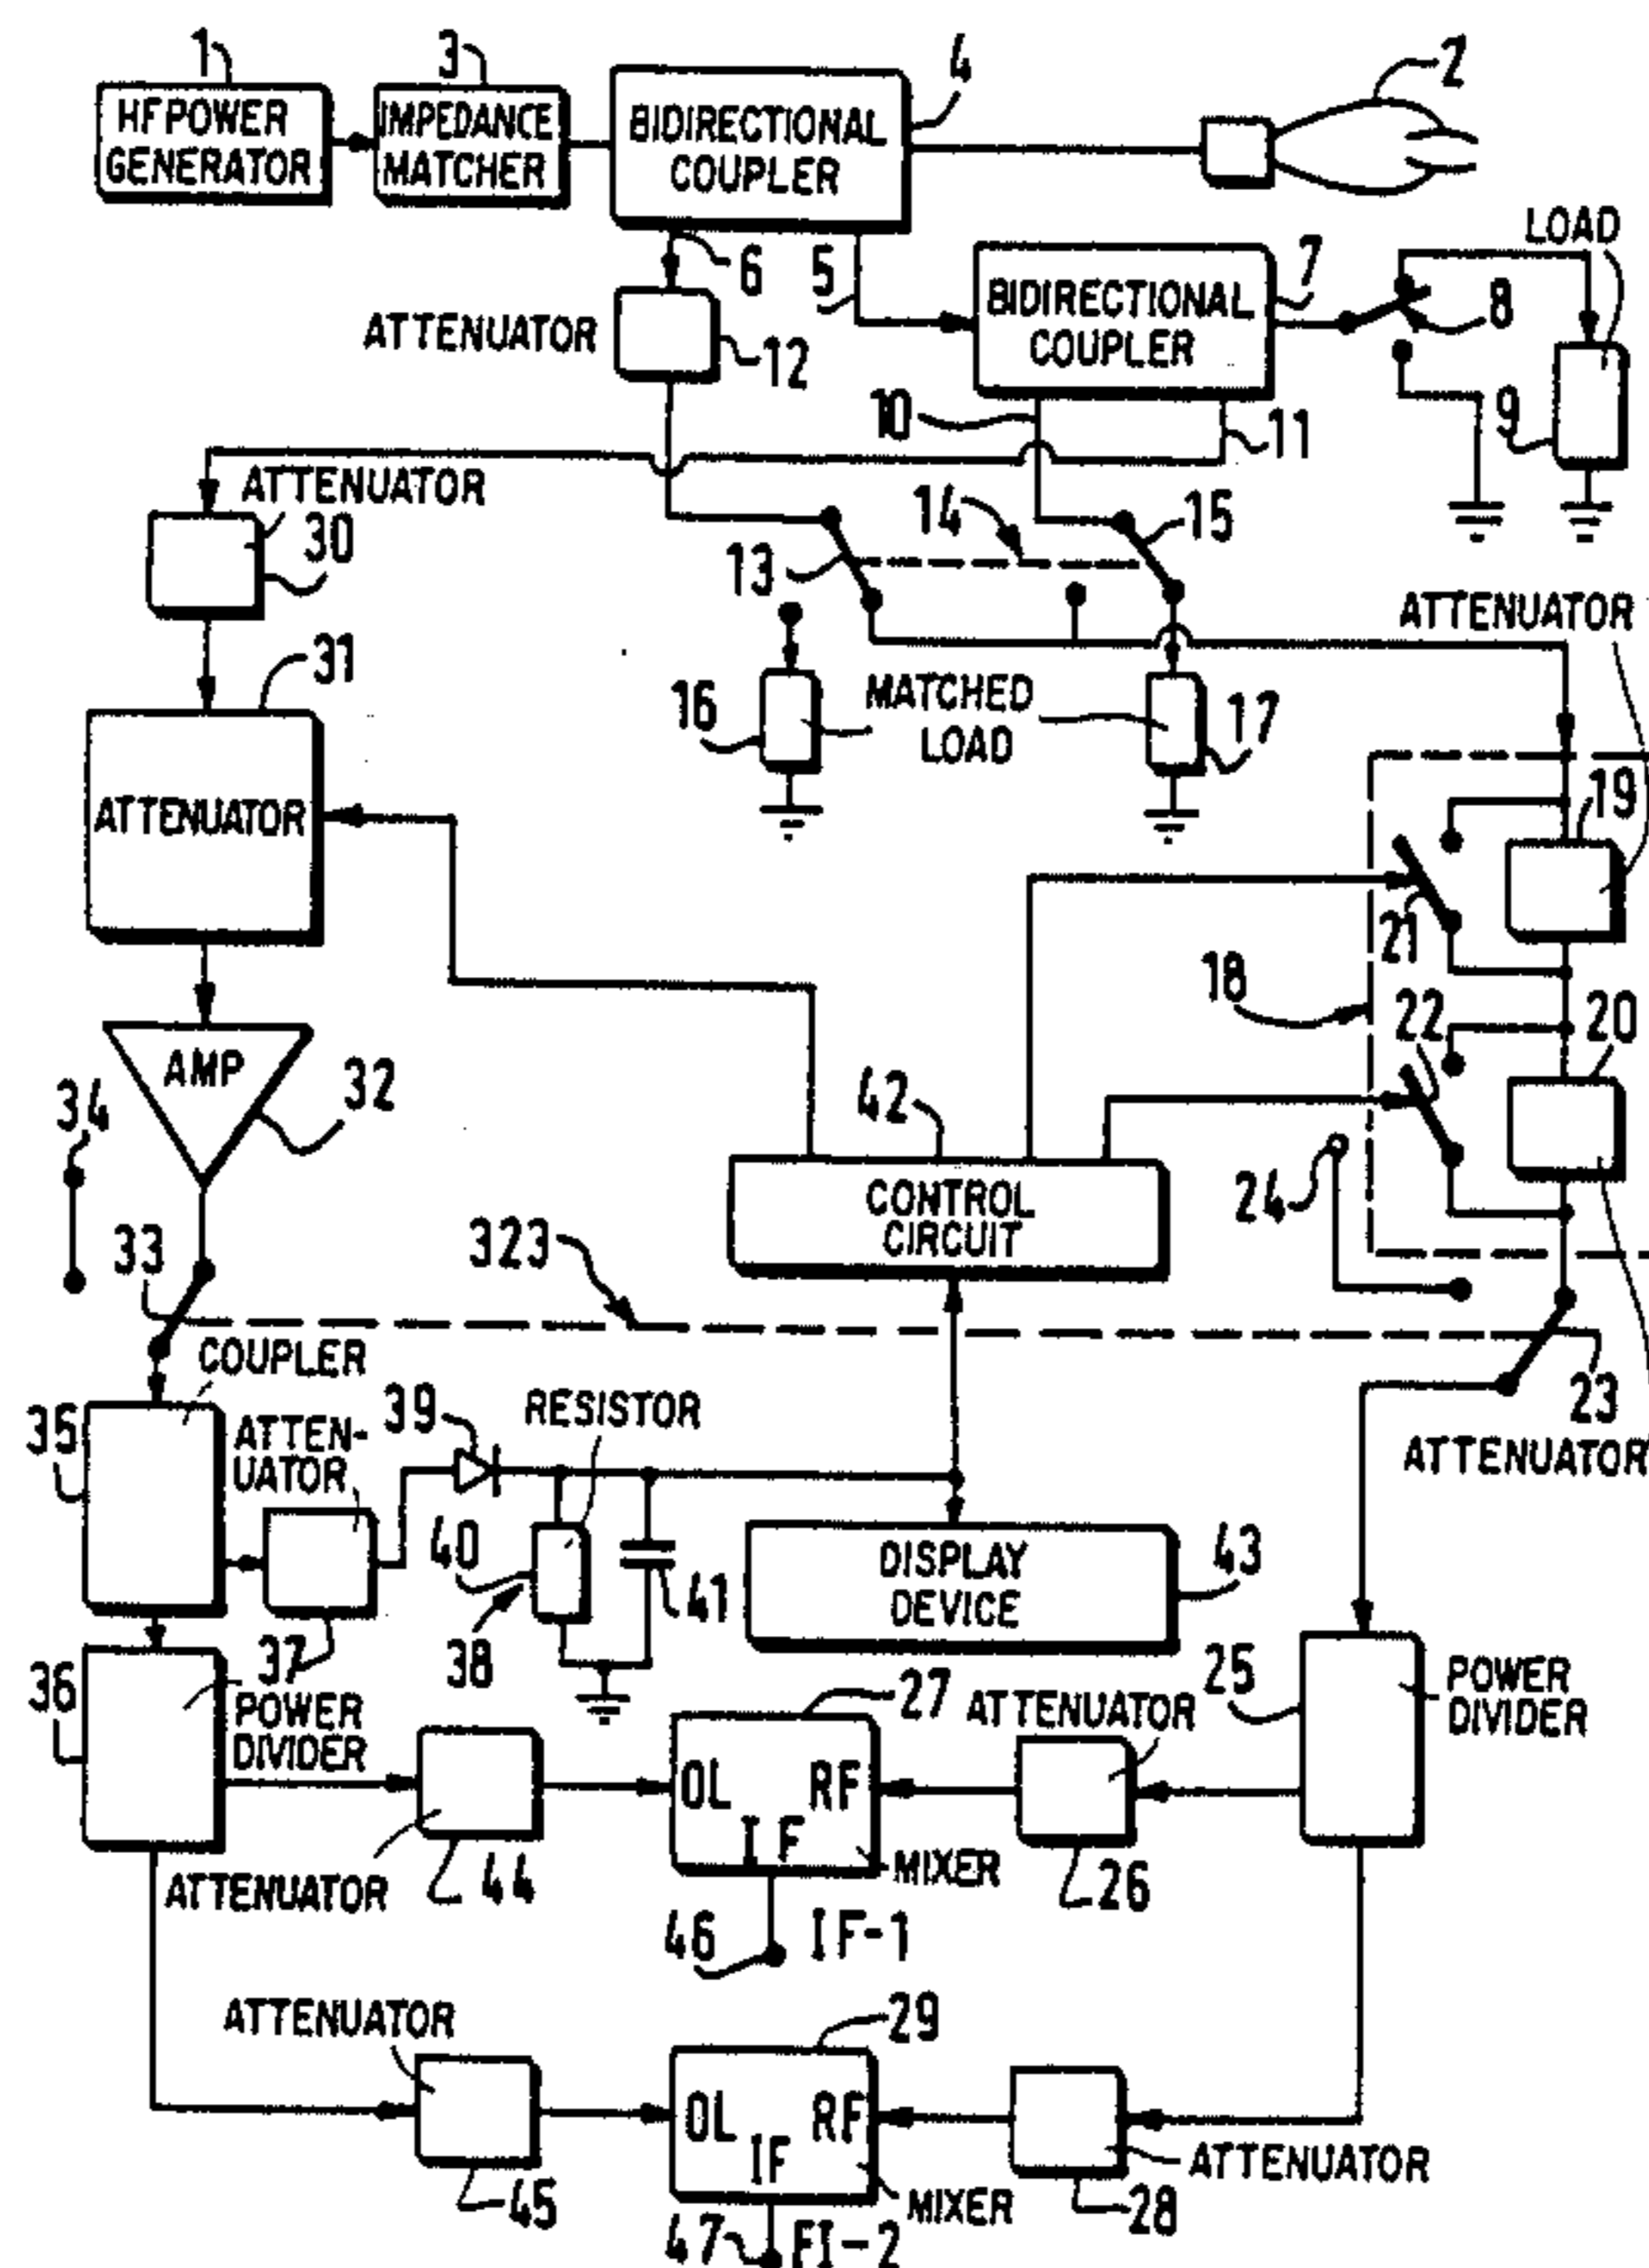 1
3
4
2
HF POWER
GENERATOR
IMPEDANCE
MATCHER
BIDIRECTIONAL
COUPLER
LOAD
6
5
7
8
ATTENUATOR
12
BIDIRECTIONAL
COUPLER
9
10
11
ATTENUATOR
30
14
15
13
ATTENUATOR
31
16
MATCHED
LOAD
17
19
ATTENUATOR
21
18
22
20
AMP
32
34
42
24
CONTROL
CIRCUIT
33
323
COUPLER
23
35
ATTEN-
UATOR
39
RESISTOR
ATTENUATOR
40
41
DISPLAY
DEVICE
43
38
37
36
POWER
DIVIDER
27
ATTENUATOR
25
POWER
DIVIDER
OL
RF
IF
MIXER
ATTENUATOR
44
26
46
IF-1
ATTENUATOR
29
OL
RF
IF
MIXER
ATTENUATOR
45
28
47
FI-2